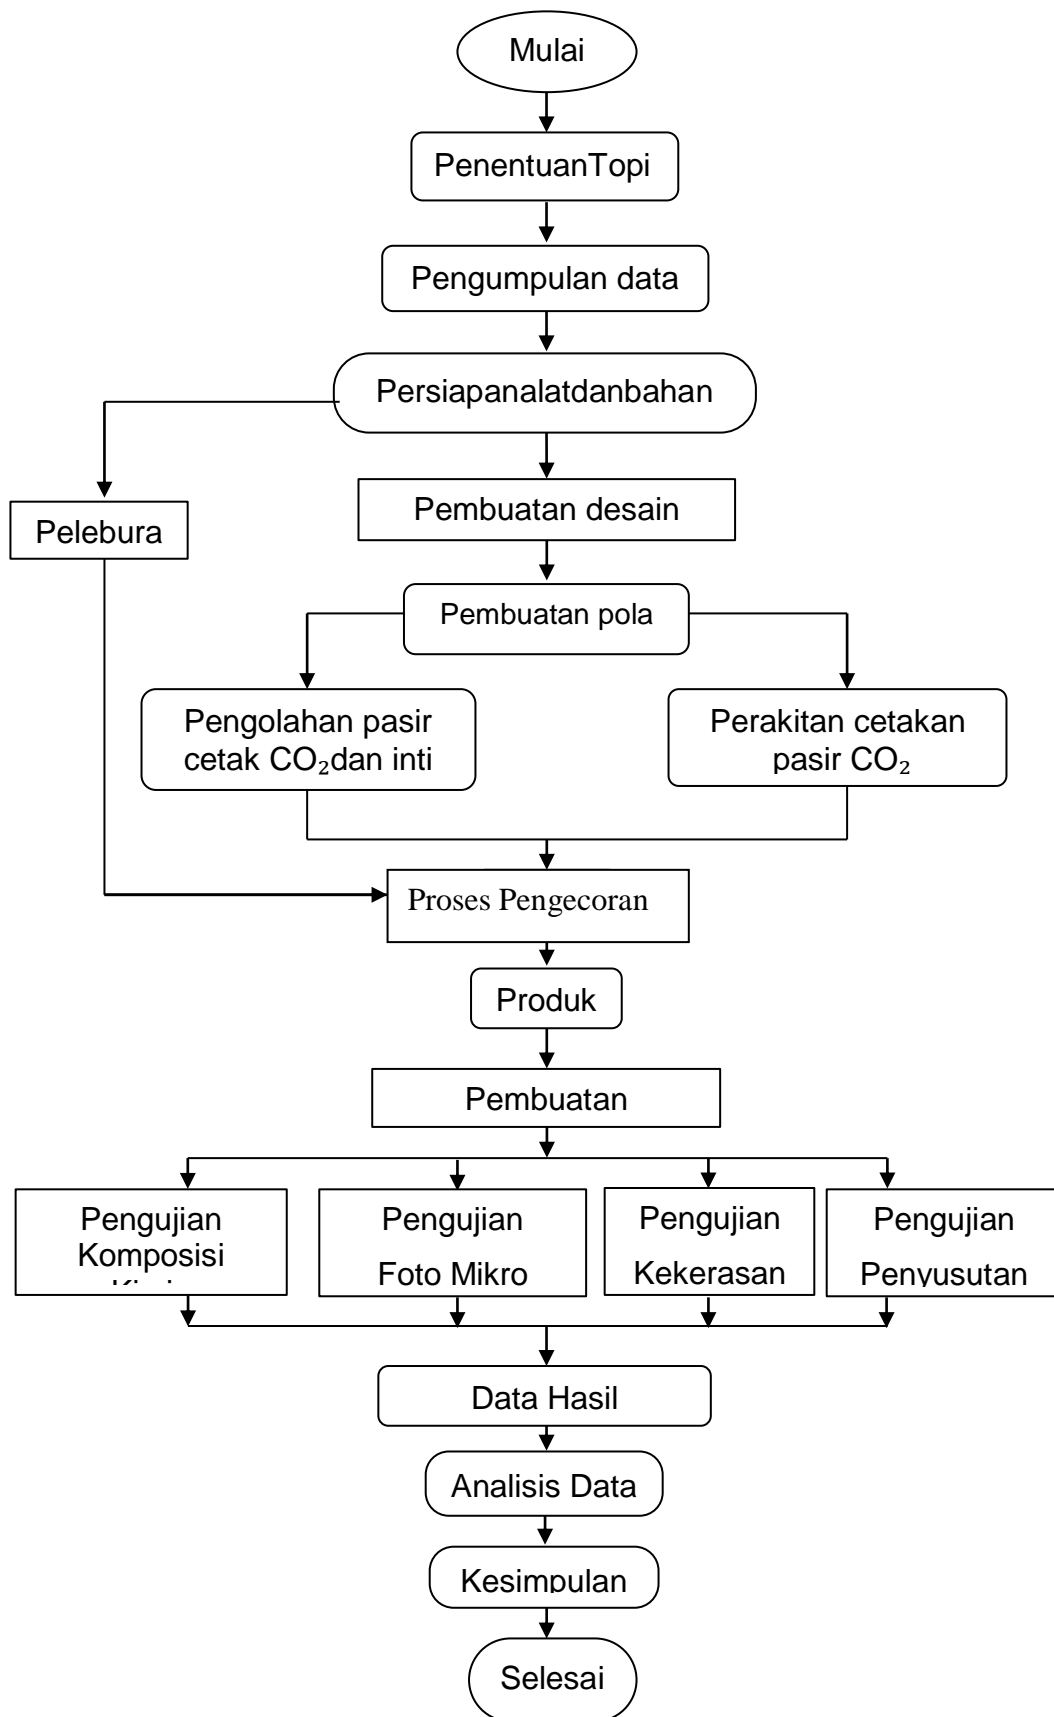 Mulai
PenentuanTopi
Pengumpulan data
Persiapanalatdanbahan
Pembuatan desain
Pelebura
Pembuatan pola
Pengolahan pasir
cetak CO₂dan inti
Perakitan cetakan
pasir CO₂
Proses Pengecoran
Produk
Pembuatan
Pengujian
Komposisi
Pengujian
Foto Mikro
Pengujian
Kekerasan
Pengujian
Penyusutan
Data Hasil
Analisis Data
Kesimpulan
Selesai